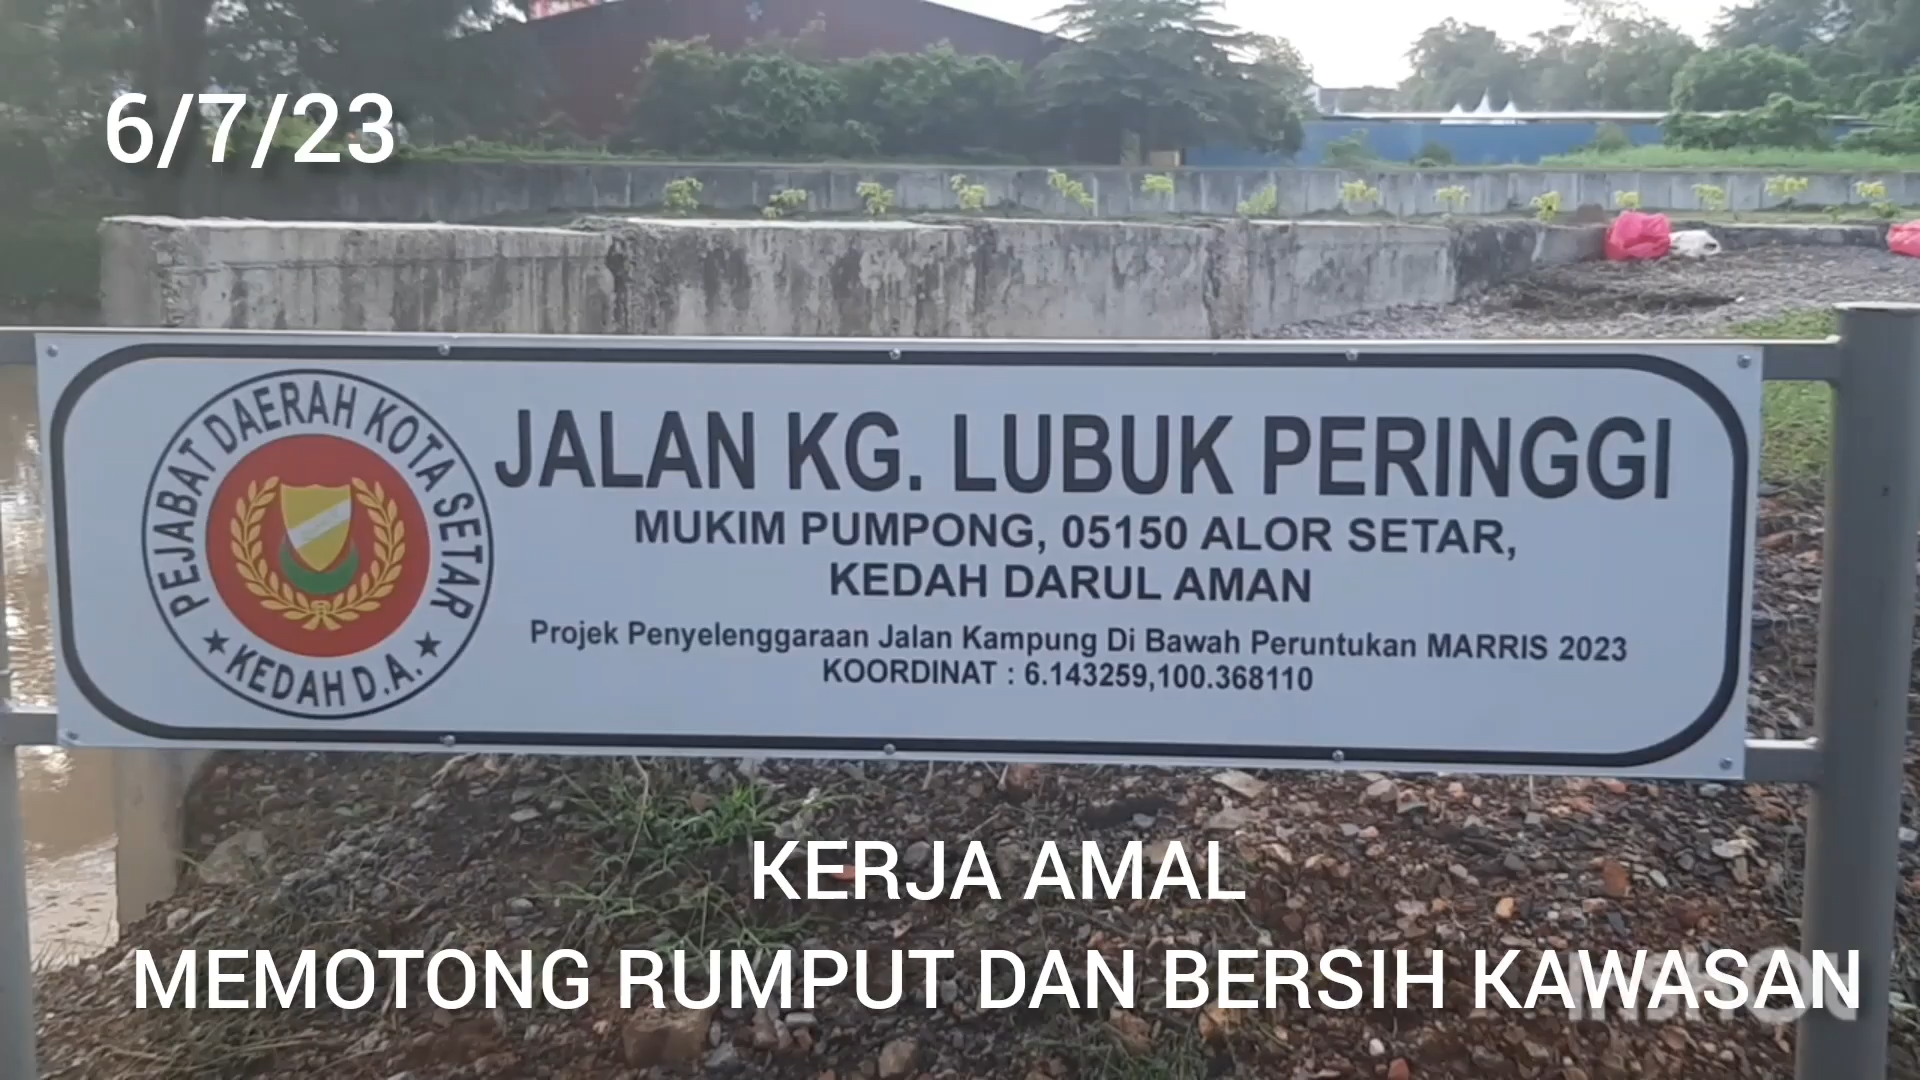 6/7/23
PEJABAT DAERAH KOTA SETAR
★ KEDAH D.A. ★
JALAN KG. LUBUK PERINGGI
MUKIM PUMPONG, 05150 ALOR SETAR,
KEDAH DARUL AMAN
Projek Penyelenggaraan Jalan Kampung Di Bawah Peruntukan MARRIS 2023
KOORDINAT : 6.143259,100.368110
KERJA AMAL
MEMOTONG RUMPUT DAN BERSIH KAWASAN